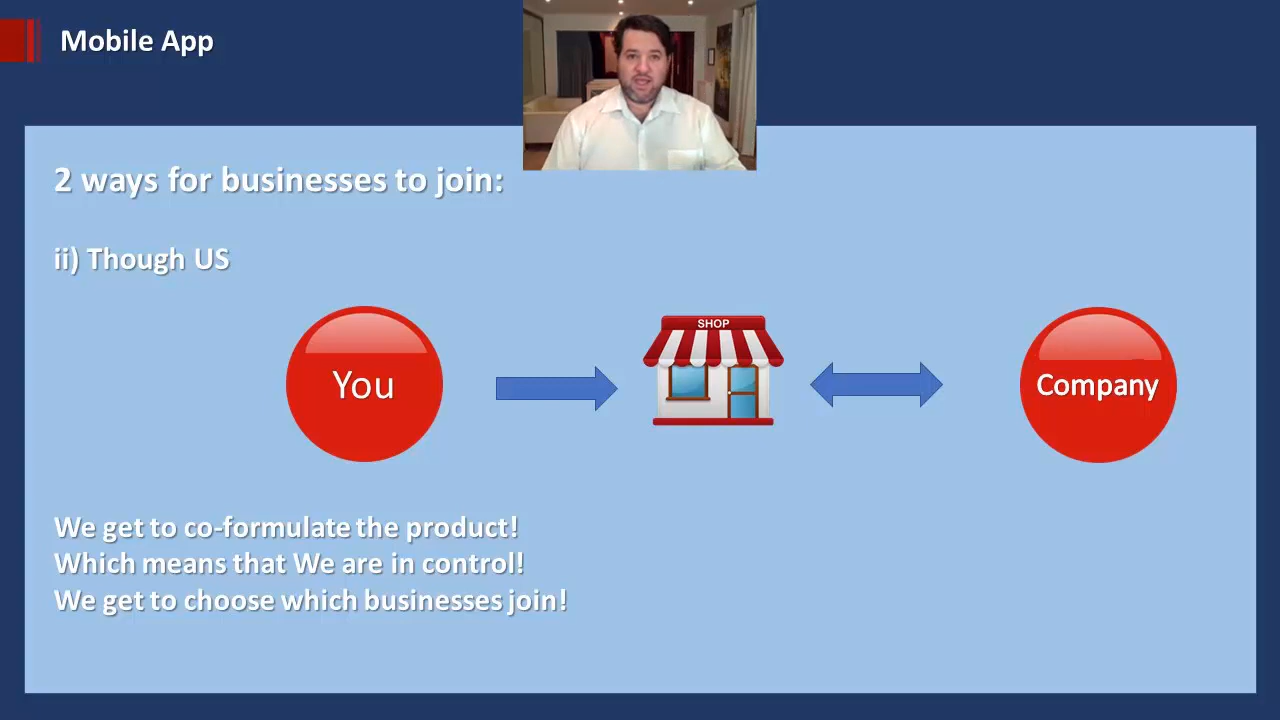 Mobile App
2 ways for businesses to join:
ii) Though US
SHOP
You
Company
We get to co-formulate the product!
Which means that We are in control!
We get to choose which businesses join!